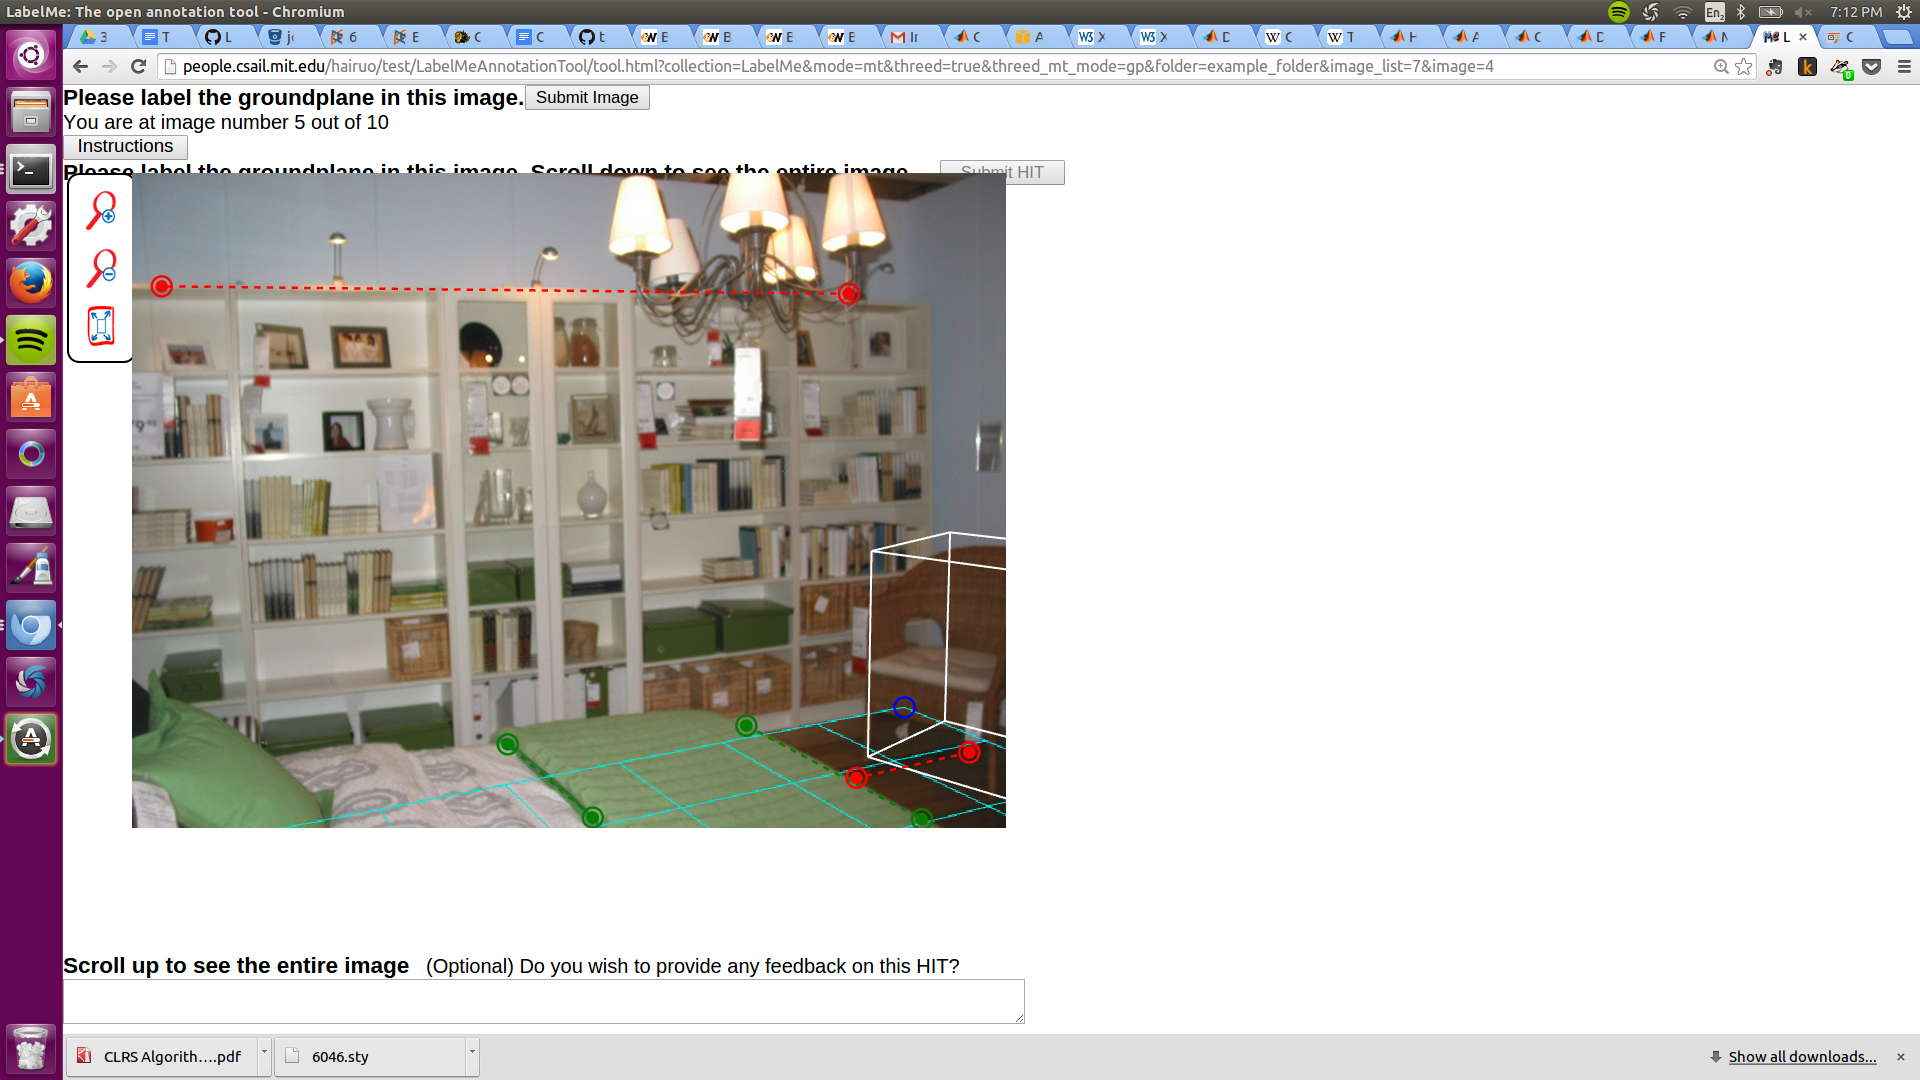 LabelMe: The open annotation tool - Chromium
En2
7:12 PM
3
T
L
6
E
C
C
t
E
B
E
E
C
A
X
X
D
C
T
H
A
C
D
F
L
C
people.csail.mit.edu/hairuo/test/LabelMeAnnotationTool/tool.html?collection=LabelMe&mode=mt&threed=true&threed_mt_mode=gp&folder=example_folder&image_list=7&image=4
Please label the groundplane in this image.
Submit Image
You are at image number 5 out of 10
Instructions
Please label the groundplane in this image. Scroll down to see the entire image
Submit HIT
Scroll up to see the entire image
(Optional) Do you wish to provide any feedback on this HIT?
CLRS Algorith....pdf
6046.sty
Show all downloads...